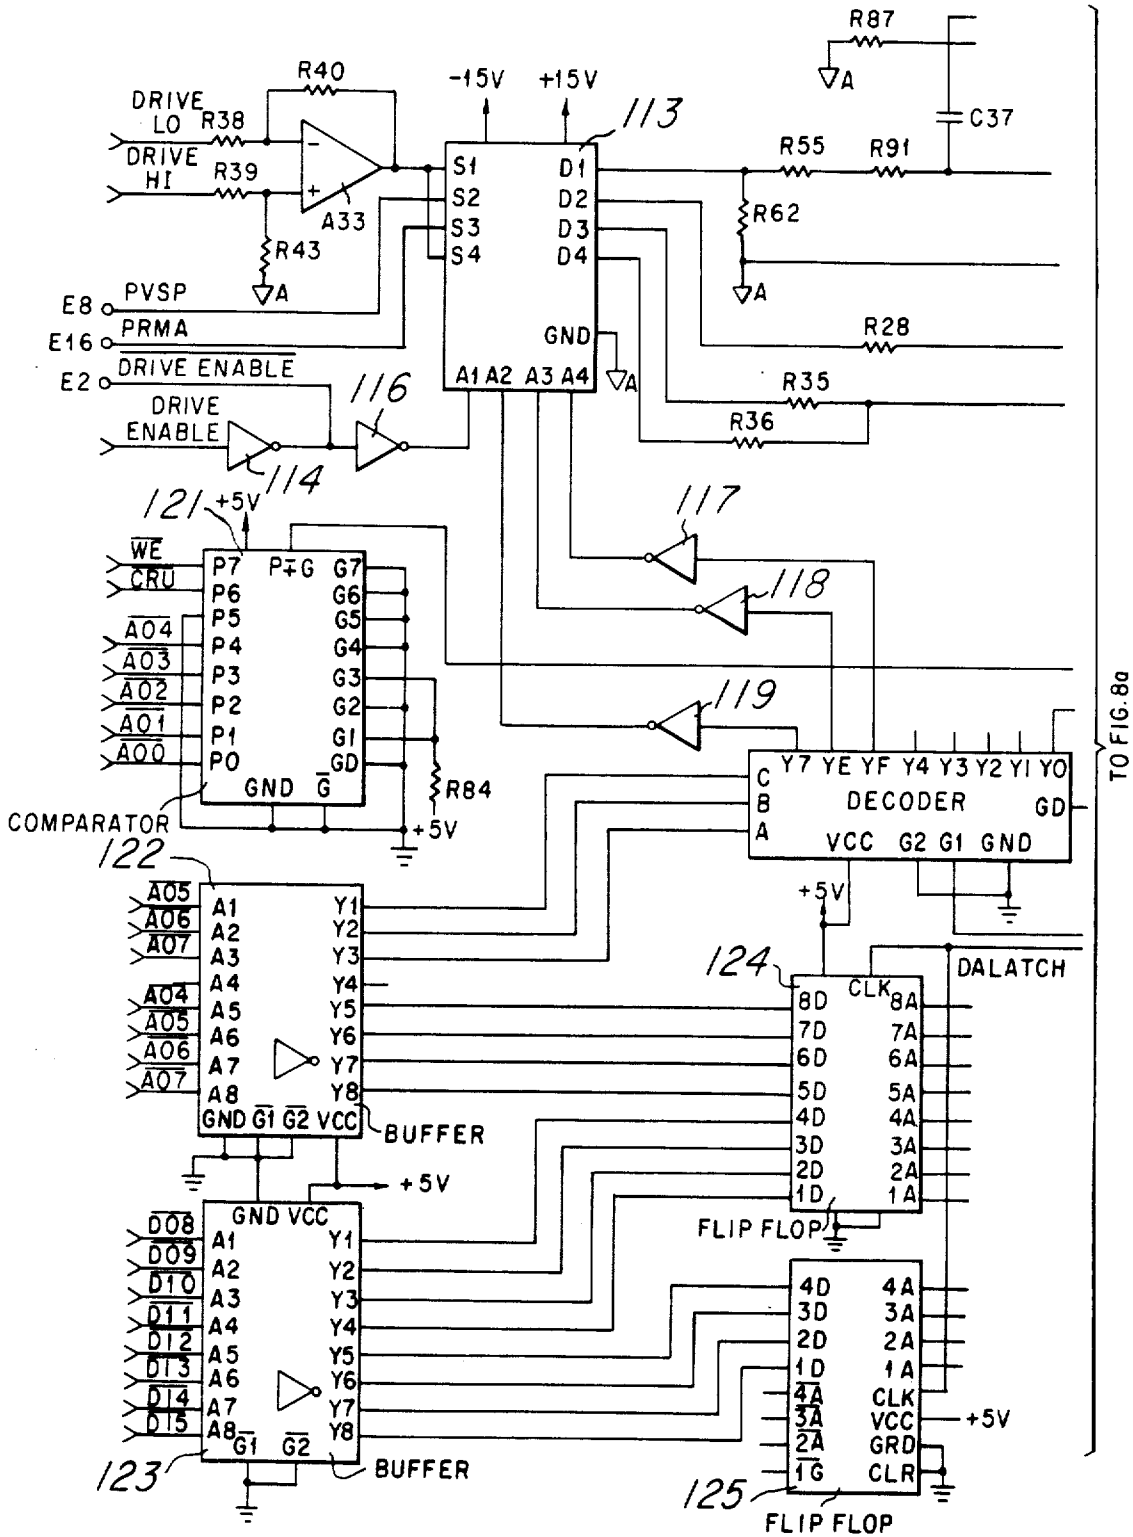 R87
A
R40
-15V +15V
113
C37
DRIVE LO
R38
DRIVE HI
R39
-
+
A33
R43
A
S1 D1
S2 D2
S3 D3
S4 D4
GND
A
A1 A2 A3 A4
R55 R91
R62
A
R28
R35
R36
E8 PVSP
E16 PRMA
E2 DRIVE ENABLE
DRIVE ENABLE
114
116
117
118
119
121
+5V
WE P7 P≠G G7
CRU P6 G6
P5 G5
A04 P4 G4
A03 P3 G3
A02 P2 G2
A01 P1 G1
A00 P0 GD
GND G
R84
+5V
COMPARATOR
TO FIG. 8a
Y7 YE YF Y4 Y3 Y2 Y1 Y0
C
B
A
DECODER
GD
VCC G2 G1 GND
+5V
122
A05 A1 Y1
A06 A2 Y2
A07 A3 Y3
A4 Y4
A04 A5 Y5
A05 A6 Y6
A06 A7 Y7
A07 A8 Y8
GND G1 G2 VCC
BUFFER
+5V
DALATCH
124
CLK
8D 8A
7D 7A
6D 6A
5D 5A
4D 4A
3D 3A
2D 2A
1D 1A
FLIP FLOP
GND VCC
D08 A1 Y1
D09 A2 Y2
D10 A3 Y3
D11 A4 Y4
D12 A5 Y5
D13 A6 Y6
D14 A7 Y7
D15 A8 Y8
G1 G2
123
BUFFER
4D 4A
3D 3A
2D 2A
1D 1A
4A CLK
3A VCC +5V
2A GRD
1G CLR
125
FLIP FLOP